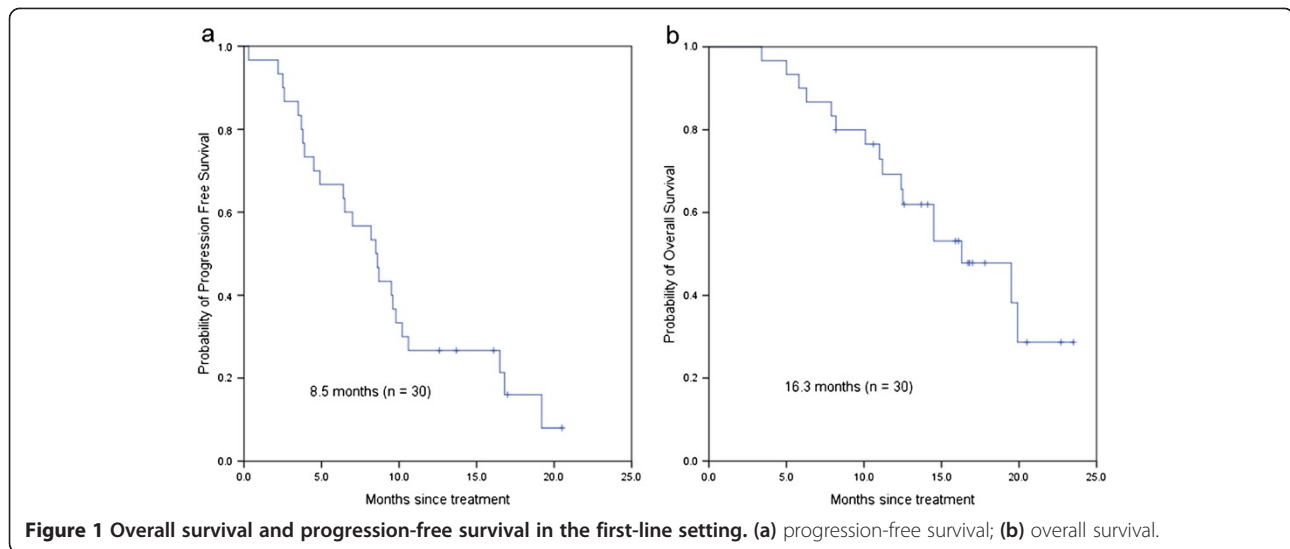 a
1.0
0.8
0.6
0.4
0.2
0.0
Probability of Progression Free Survival
8.5 months (n = 30)
0.0 5.0 10.0 15.0 20.0 25.0
Months since treatment
b
1.0
0.8
0.6
0.4
0.2
0.0
Probability of Overall Survival
16.3 months (n = 30)
0.0 5.0 10.0 15.0 20.0 25.0
Months since treatment
Figure 1 Overall survival and progression-free survival in the first-line setting. (a) progression-free survival; (b) overall survival.